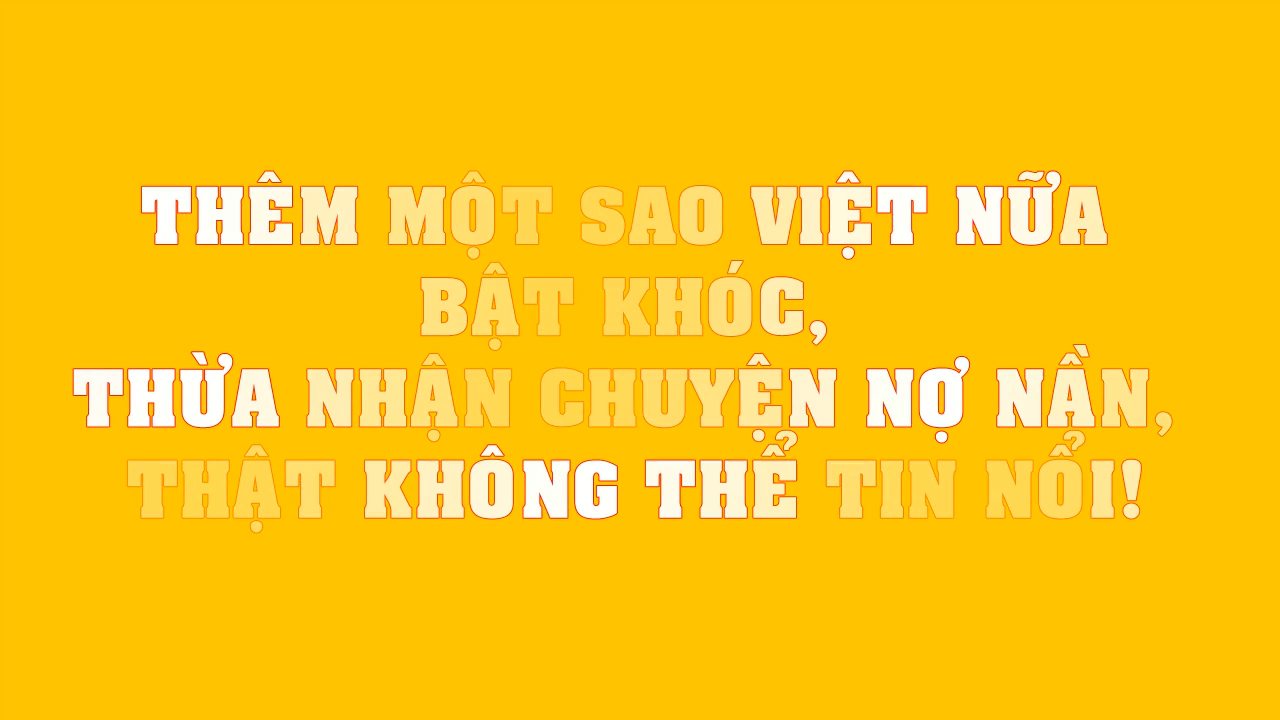 THÊM MỘT SAO VIỆT NỮA
BẬT KHÓC,
THỪA NHẬN CHUYỆN NỢ NẦN,
THẬT KHÔNG THỂ TIN NỔI!